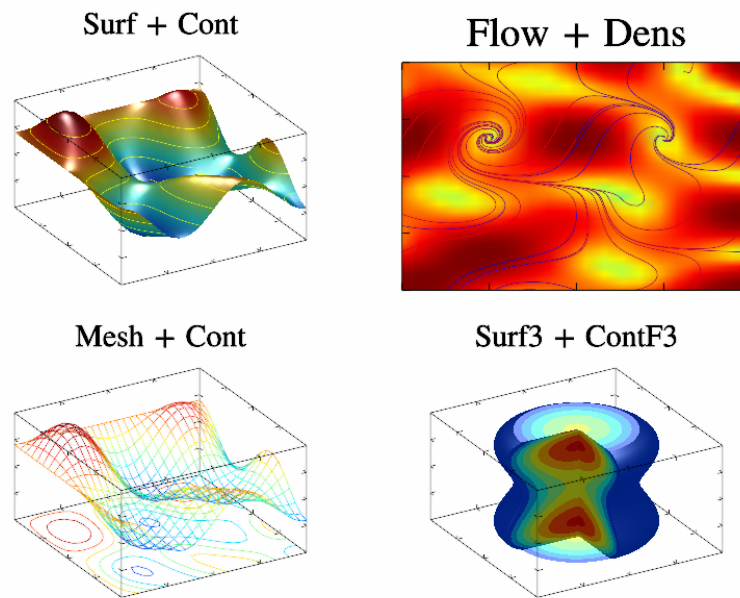 Surf + Cont
Flow + Dens
Mesh + Cont
Surf3 + ContF3